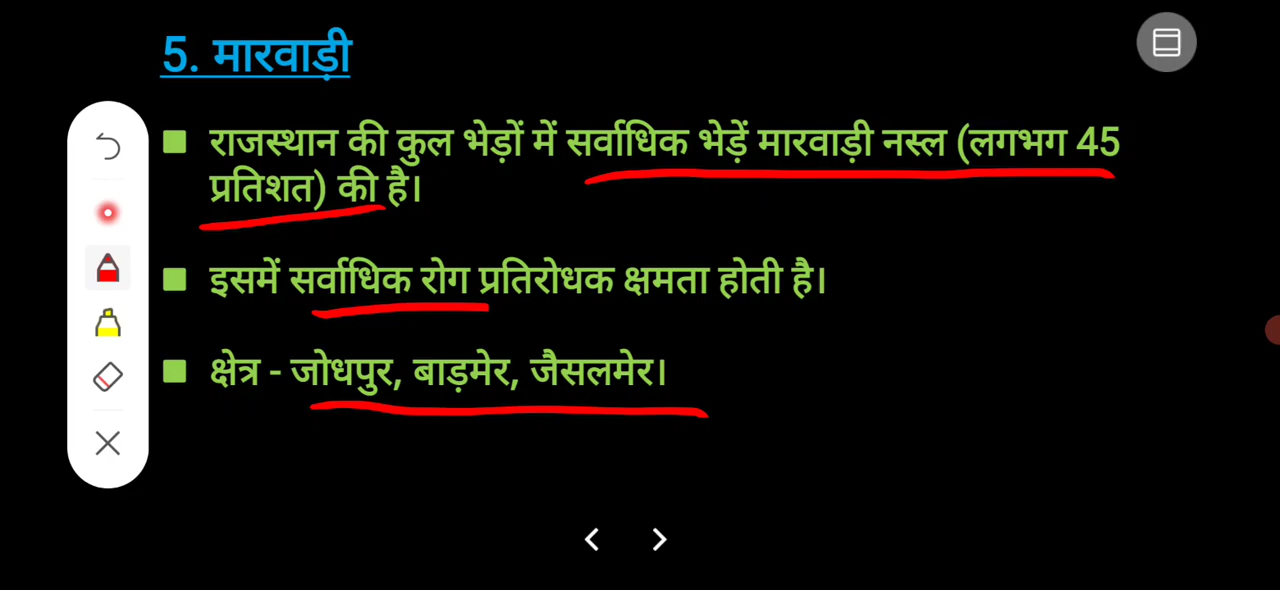 5. मारवाड़ी
राजस्थान की कुल भेड़ों में सर्वाधिक भेड़ें मारवाड़ी नस्ल (लगभग 45
प्रतिशत) की है।
इसमें सर्वाधिक रोग प्रतिरोधक क्षमता होती है।
क्षेत्र - जोधपुर, बाड़मेर, जैसलमेर।